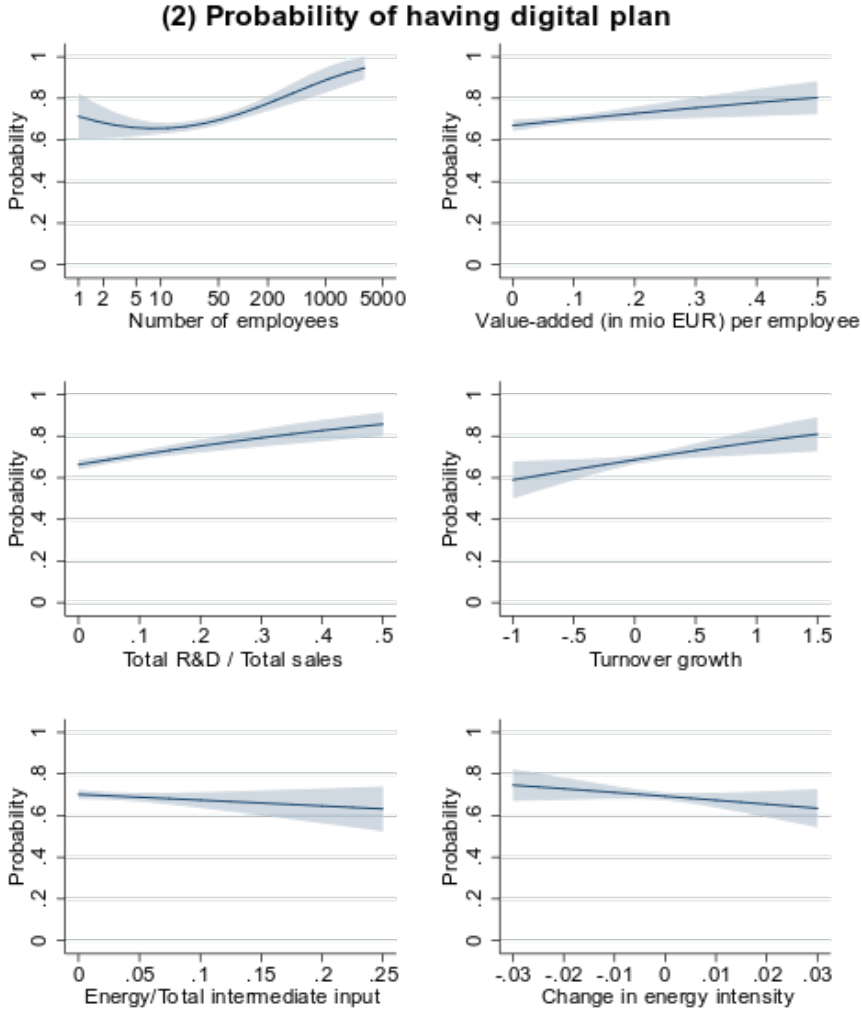 (2) Probability of having digital plan
Probability
1
.8
.6
.4
.2
0
1 2 5 10 50 200 1000 5000
Number of employees
Probability
1
.8
.6
.4
.2
0
0 .1 .2 .3 .4 .5
Value-added (in mio EUR) per employee
Probability
1
.8
.6
.4
.2
0
0 .1 .2 .3 .4 .5
Total R&D / Total sales
Probability
1
.8
.6
.4
.2
0
-1 -.5 0 .5 1 1.5
Turnover growth
Probability
1
.8
.6
.4
.2
0
0 .05 .1 .15 .2 .25
Energy/Total intermediate input
Probability
1
.8
.6
.4
.2
0
-.03 -.02 -.01 0 .01 .02 .03
Change in energy intensity